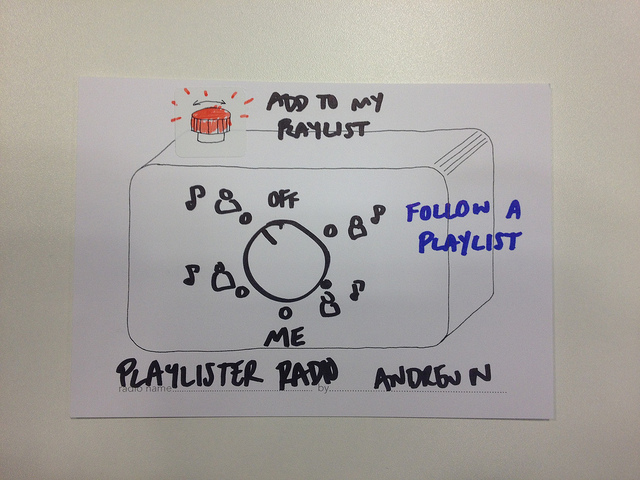 ADD TO MY
PLAYLIST
OFF
FOLLOW A
PLAYLIST
ME
PLAYLISTER RADIO ANDREW N
radio name by